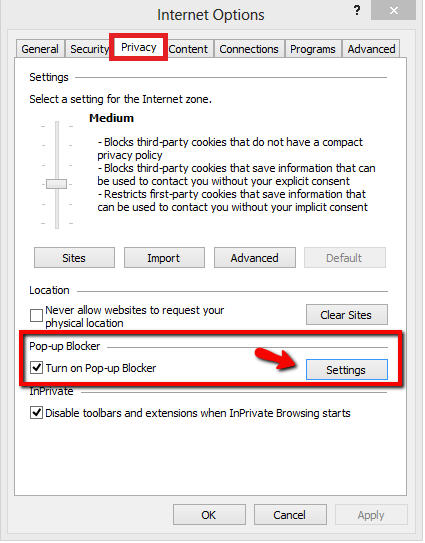 Internet Options
?
General Security Privacy Content Connections Programs Advanced
Settings
Select a setting for the Internet zone.
Medium
- Blocks third-party cookies that do not have a compact
privacy policy
- Blocks third-party cookies that save information that can
be used to contact you without your explicit consent
- Restricts first-party cookies that save information that
can be used to contact you without your implicit consent
Sites Import Advanced Default
Location
Never allow websites to request your
physical location
Clear Sites
Pop-up Blocker
Turn on Pop-up Blocker
Settings
InPrivate
Disable toolbars and extensions when InPrivate Browsing starts
OK Cancel Apply